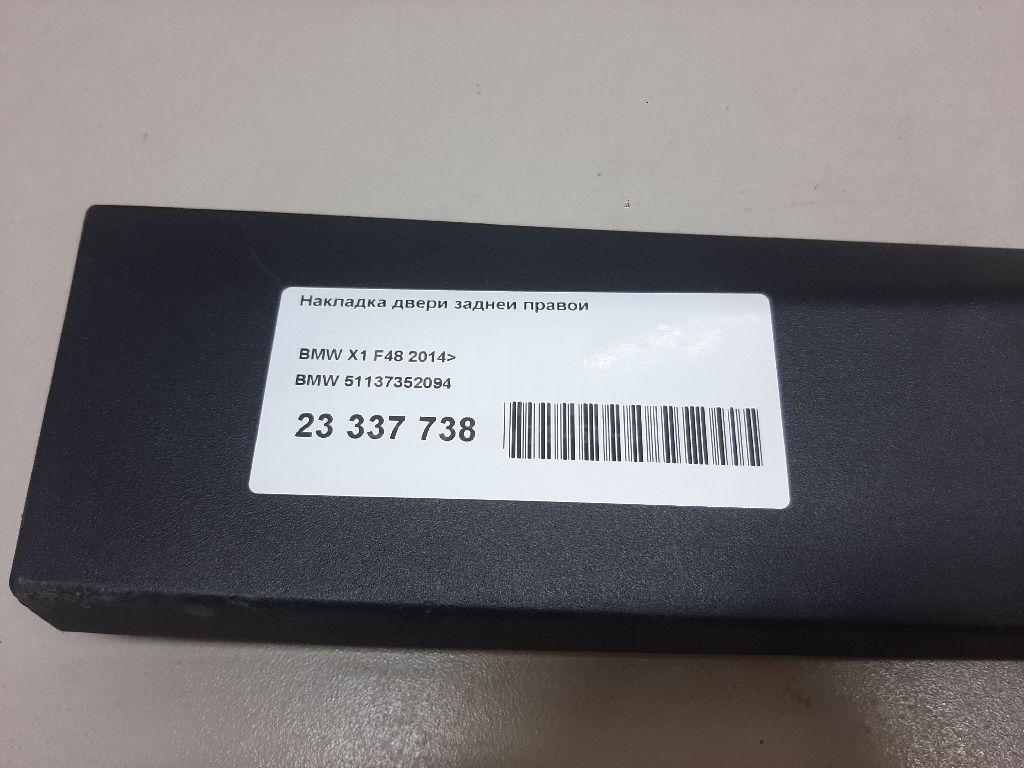 Накладка двери заднеи правои
BMW X1 F48 2014>
BMW 51137352094
23 337 738